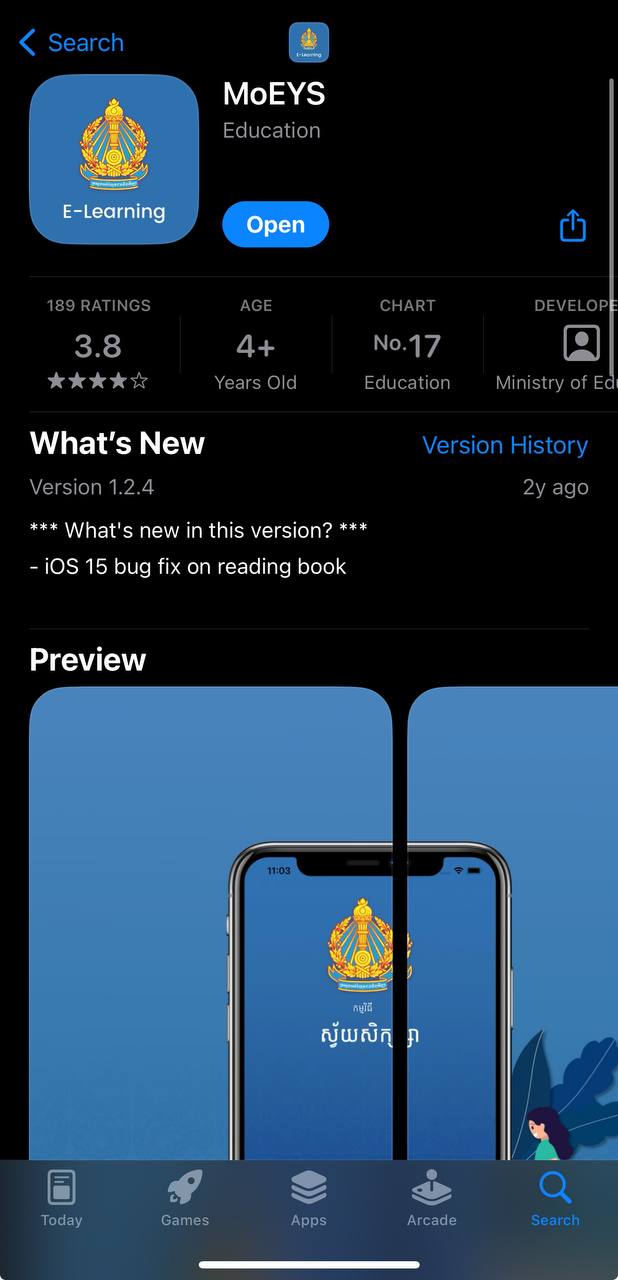 Search
E-Learning
MoEYS
Education
E-Learning
Open
189 RATINGS
3.8
AGE
4+
Years Old
CHART
No.17
Education
DEVELOPE
Ministry of Edu
What's New
Version History
Version 1.2.4
2y ago
*** What's new in this version? ***
- iOS 15 bug fix on reading book
Preview
11:03
កម្មវិធី
ស្វ័យសិក្សា
Today
Games
Apps
Arcade
Search